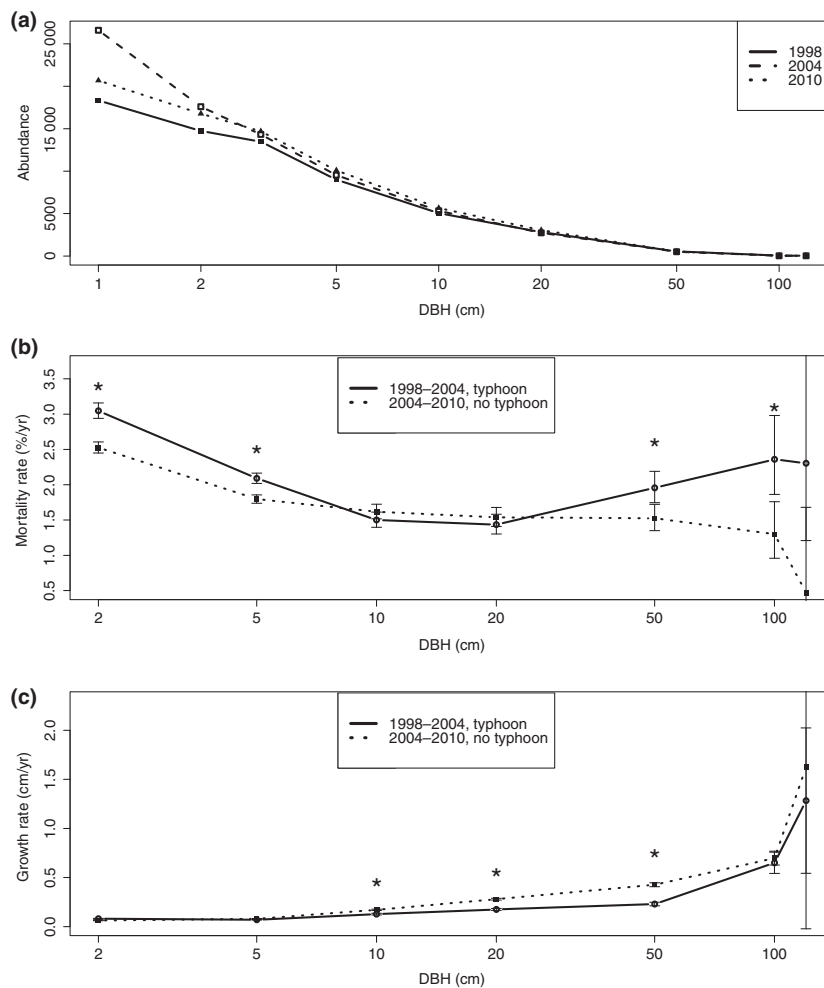 (a)
25 000
15 000
5000
0
Abundance
1998
2004
2010
1 2 5 10 20 50 100
DBH (cm)
(b)
3.5
3.0
2.5
2.0
1.5
1.0
0.5
Mortality rate (%/yr)
1998–2004, typhoon
2004–2010, no typhoon
* * * *
2 5 10 20 50 100
DBH (cm)
(c)
2.0
1.5
1.0
0.5
0.0
Growth rate (cm/yr)
1998–2004, typhoon
2004–2010, no typhoon
* * *
2 5 10 20 50 100
DBH (cm)